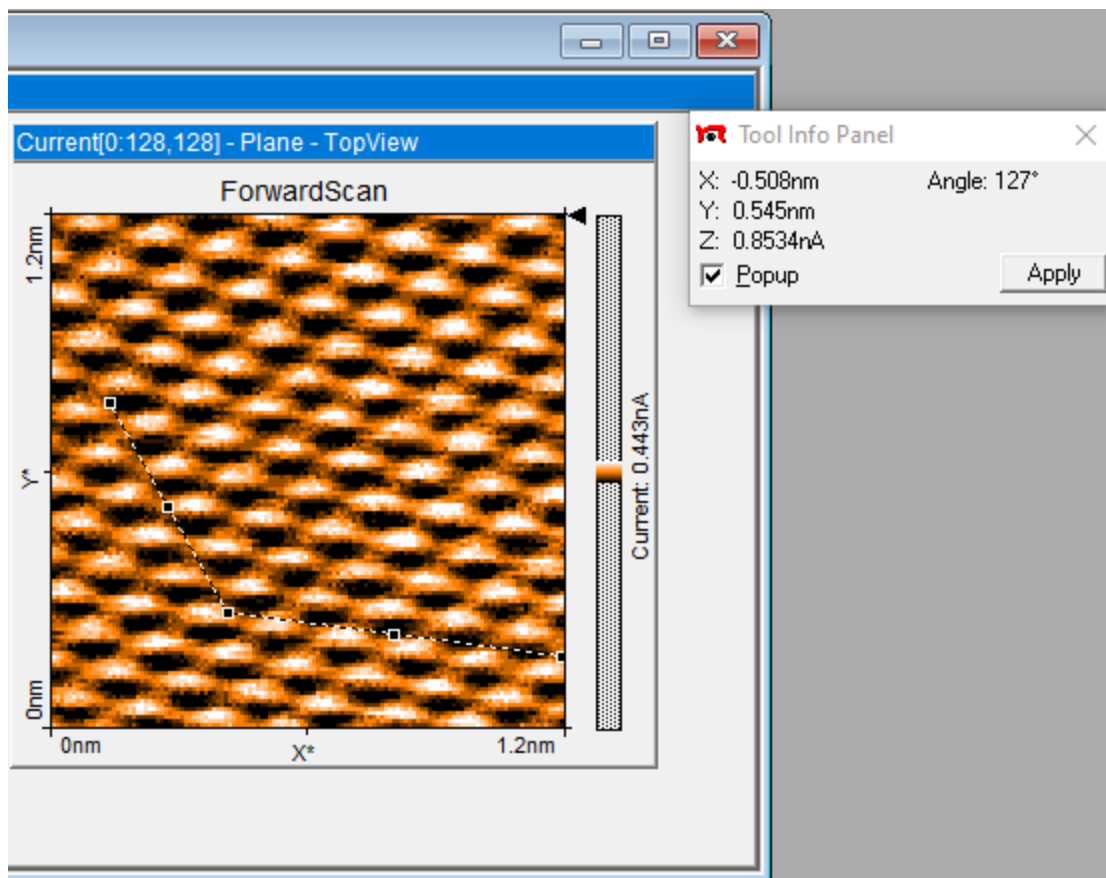 Current[0:128,128] - Plane - TopView
ForwardScan
1.2nm
Y*
0nm
0nm
X*
1.2nm
Current: 0.443nA
Tool Info Panel
X: -0.508nm
Angle: 127°
Y: 0.545nm
Z: 0.8534nA
Popup
Apply